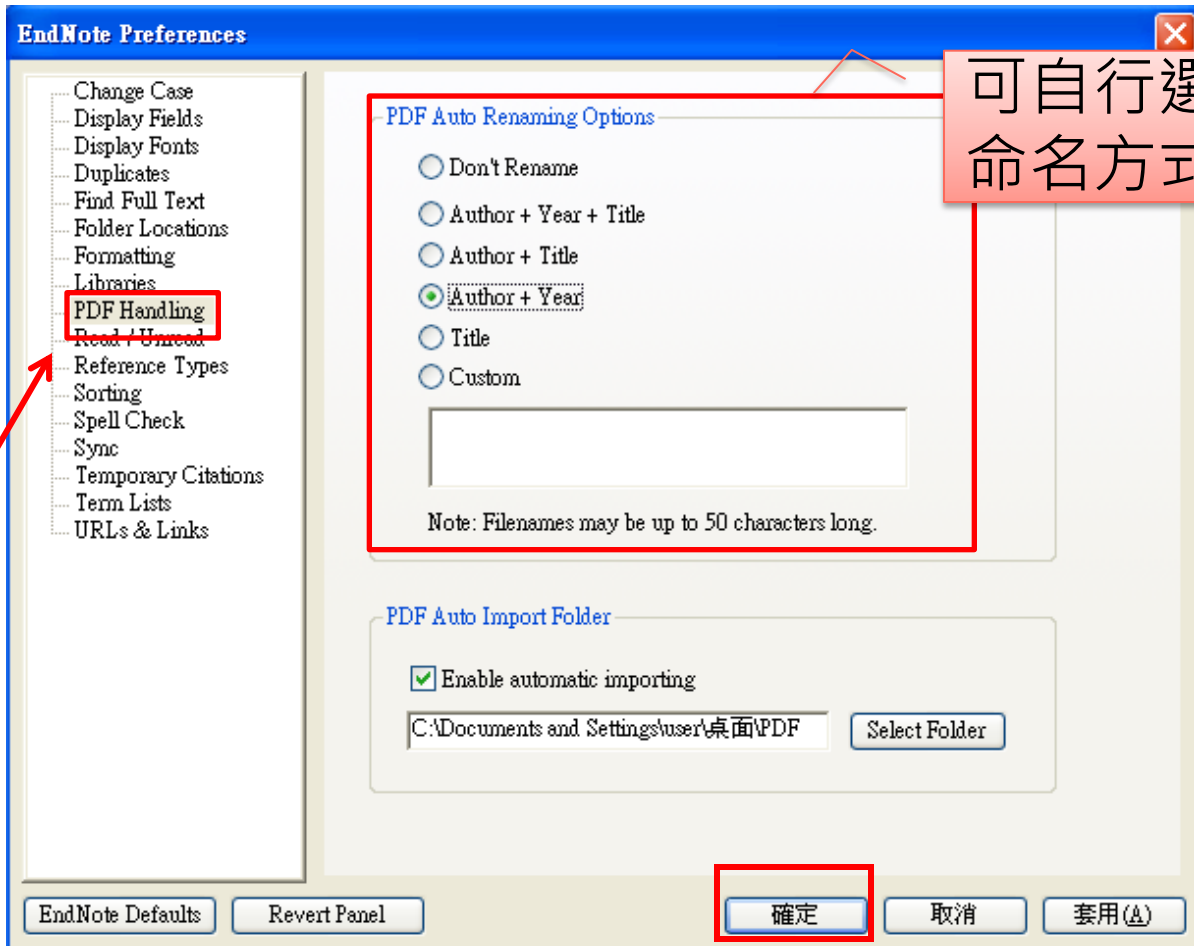 EndNote Preferences
可自行選
命名方式
Change Case
Display Fields
Display Fonts
Duplicates
Find Full Text
Folder Locations
Formatting
Libraries
PDF Handling
Read / Unread
Reference Types
Sorting
Spell Check
Sync
Temporary Citations
Term Lists
URLs & Links
PDF Auto Renaming Options
Don't Rename
Author + Year + Title
Author + Title
Author + Year
Title
Custom
Note: Filenames may be up to 50 characters long.
PDF Auto Import Folder
Enable automatic importing
C:\Documents and Settings\user\桌面\PDF
Select Folder
EndNote Defaults
Revert Panel
確定
取消
套用(A)